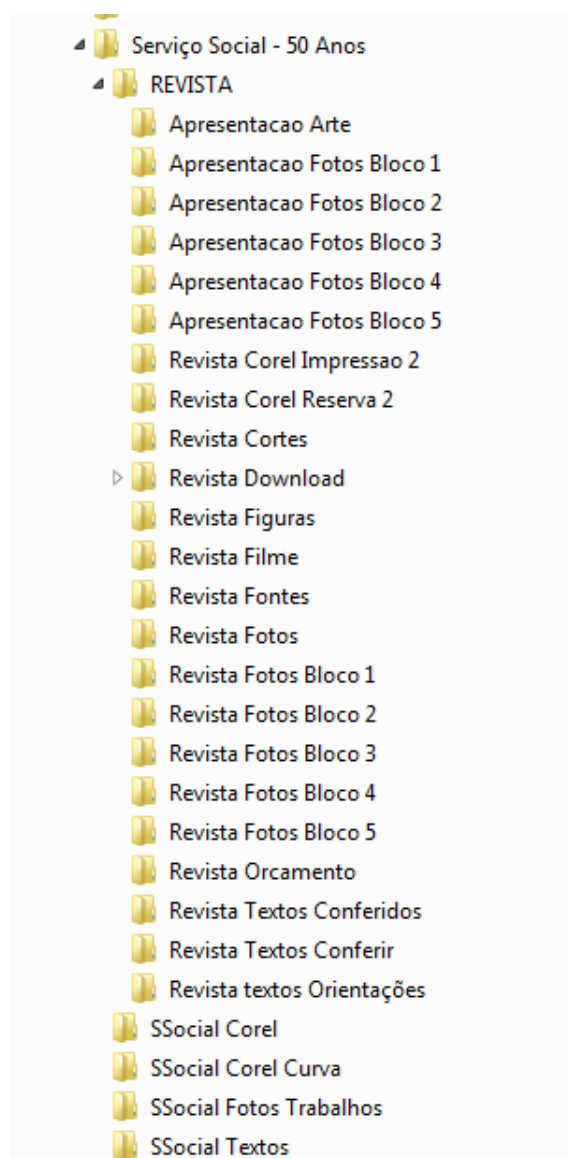 Serviço Social - 50 Anos
REVISTA
Apresentacao Arte
Apresentacao Fotos Bloco 1
Apresentacao Fotos Bloco 2
Apresentacao Fotos Bloco 3
Apresentacao Fotos Bloco 4
Apresentacao Fotos Bloco 5
Revista Corel Impressao 2
Revista Corel Reserva 2
Revista Cortes
Revista Download
Revista Figuras
Revista Filme
Revista Fontes
Revista Fotos
Revista Fotos Bloco 1
Revista Fotos Bloco 2
Revista Fotos Bloco 3
Revista Fotos Bloco 4
Revista Fotos Bloco 5
Revista Orcamento
Revista Textos Conferidos
Revista Textos Conferir
Revista textos Orientações
SSocial Corel
SSocial Corel Curva
SSocial Fotos Trabalhos
SSocial Textos